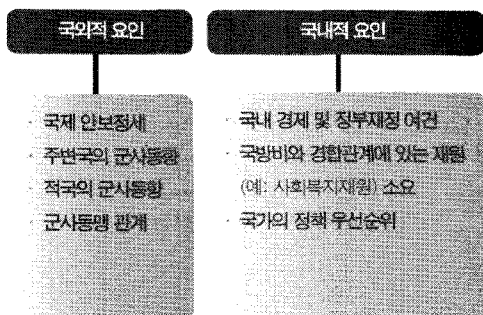 국외적 요인
· 국제 안보정세
· 주변국의 군사동향
· 적국의 군사동향
· 군사동맹 관계
국내적 요인
· 국내 경제 및 정부재정 여건
· 국방비와 경합관계에 있는 재원
(예: 사회복지재원) 소요
· 국가의 정책 우선순위